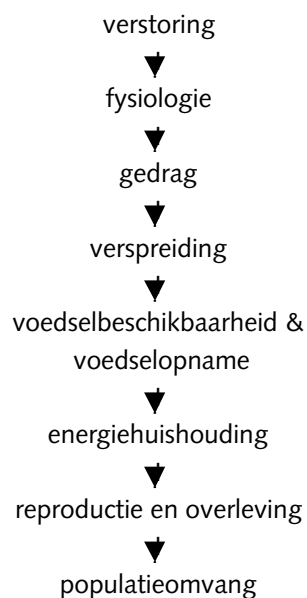 verstoring
fysiologie
gedrag
verspreiding
voedselbeschikbaarheid &
voedselopname
energiehuishouding
reproductie en overleving
populatieomvang